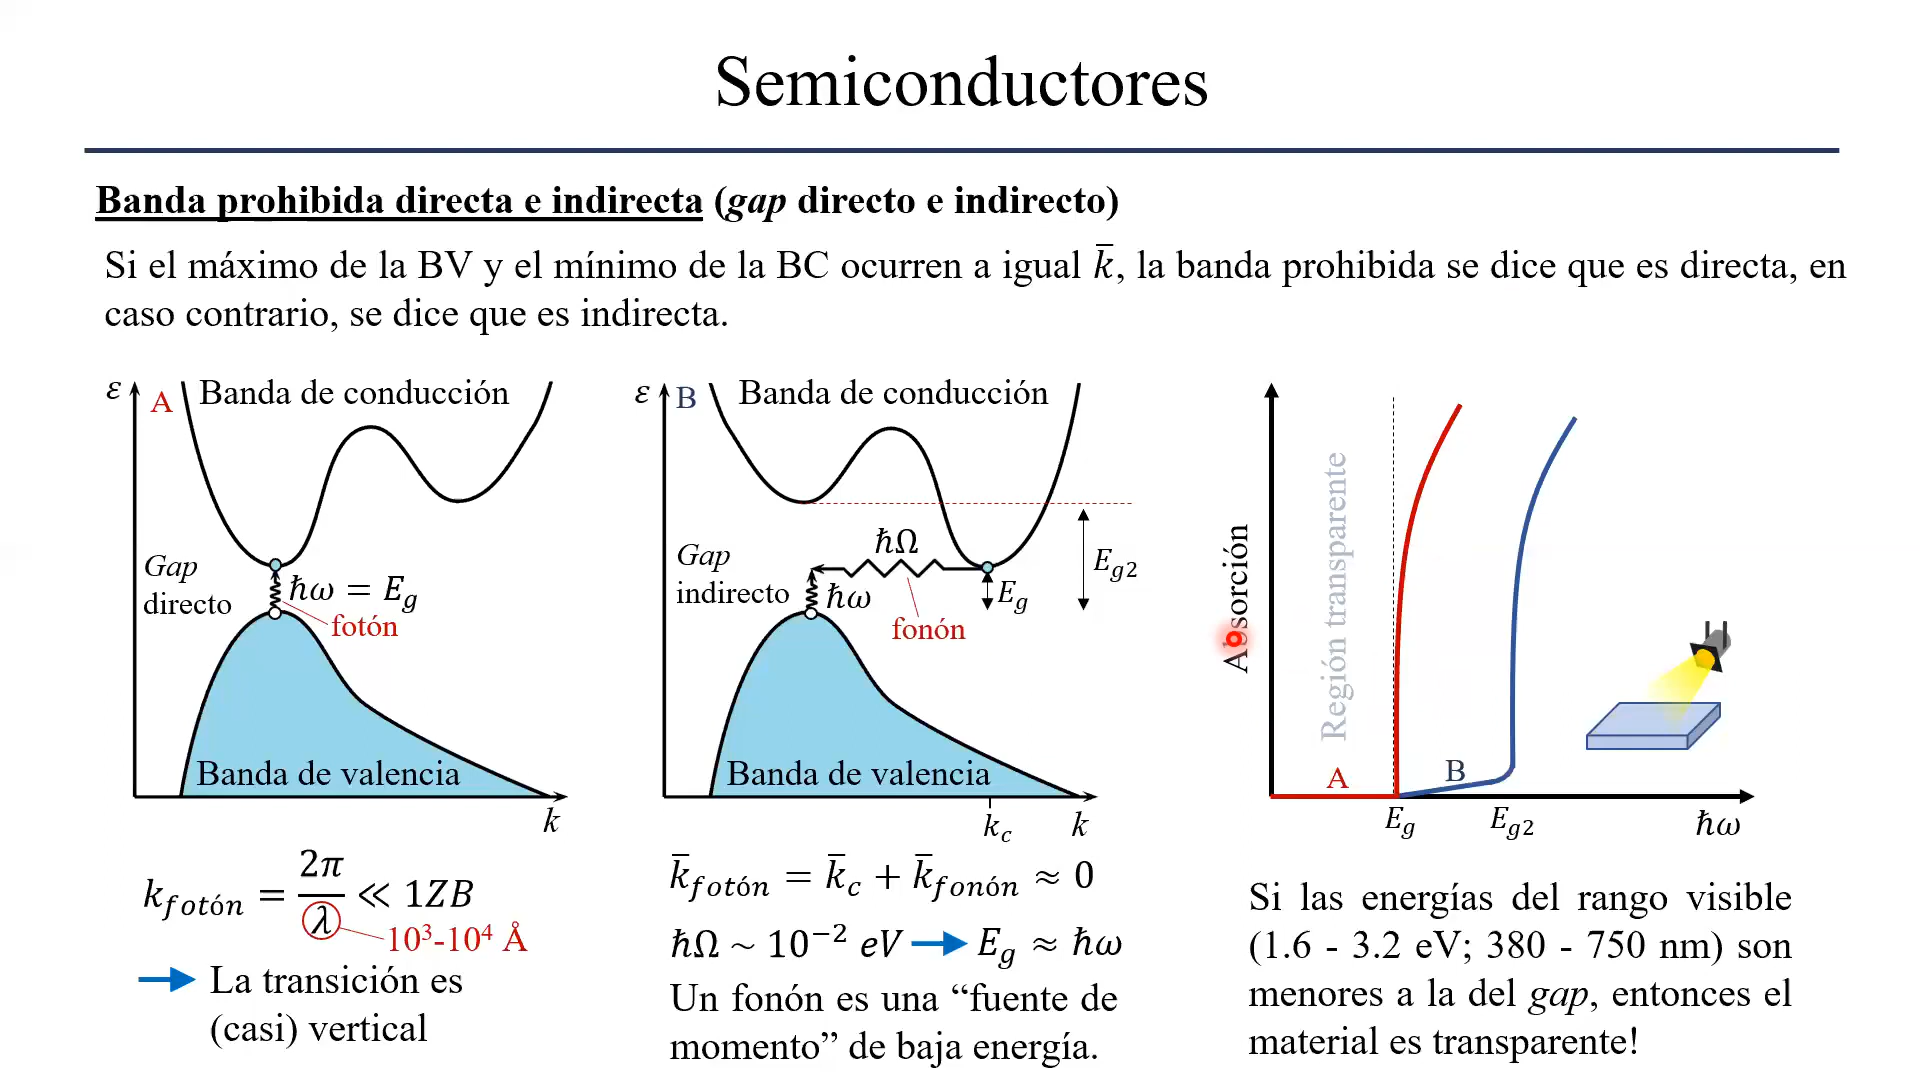 Semiconductores
Banda prohibida directa e indirecta (gap directo e indirecto)
Si el máximo de la BV y el mínimo de la BC ocurren a igual k̄, la banda prohibida se dice que es directa, en
caso contrario, se dice que es indirecta.
ε
A
Banda de conducción
Gap
directo
ħω = E_g
fotón
Banda de valencia
k
k_fotón = 2π/λ ≪ 1ZB
10³-10⁴ Å
La transición es
(casi) vertical
ε
B
Banda de conducción
ħΩ
Gap
indirecto
ħω
E_g
E_g2
fonón
Banda de valencia
k_c
k
k̄_fotón = k̄_c + k̄_fonón ≈ 0
ħΩ ~ 10⁻² eV
E_g ≈ ħω
Un fonón es una “fuente de
momento” de baja energía.
Absorción
Región transparente
A
B
E_g
E_g2
ħω
Si las energías del rango visible
(1.6 - 3.2 eV; 380 - 750 nm) son
menores a la del gap, entonces el
material es transparente!